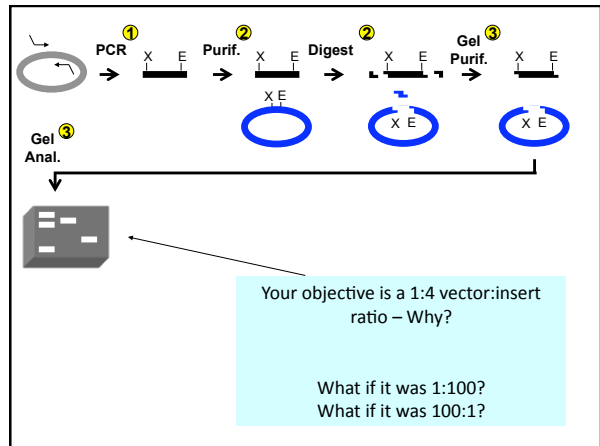 ① ② ② Gel ③
PCR X E Purif. X E Digest X E Purif. X E
X E
X E X E
Gel ③
Anal.
Your objective is a 1:4 vector:insert
ratio – Why?
What if it was 1:100?
What if it was 100:1?